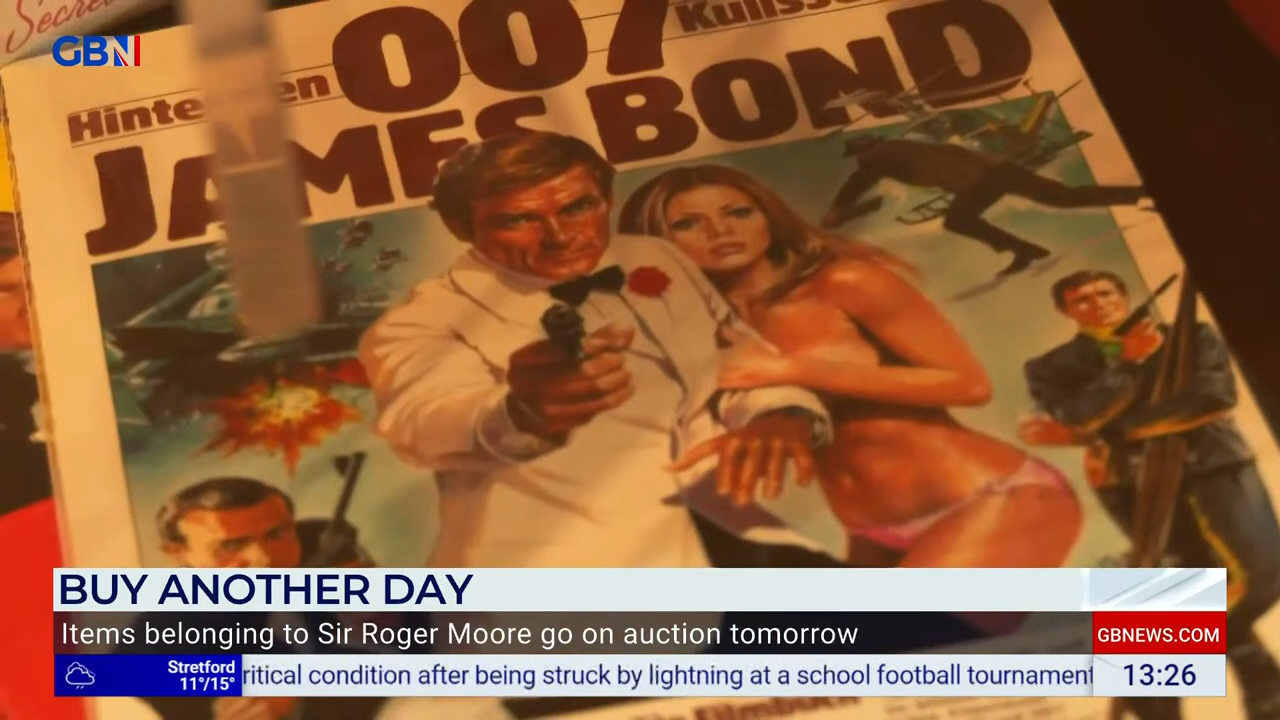 Secre
GBN
007
Hinte en
Kuliss
JAMES BOND
BUY ANOTHER DAY
Items belonging to Sir Roger Moore go on auction tomorrow
GBNEWS.COM
Stretford
11°/15°
ritical condition after being struck by lightning at a school football tournament
13:26